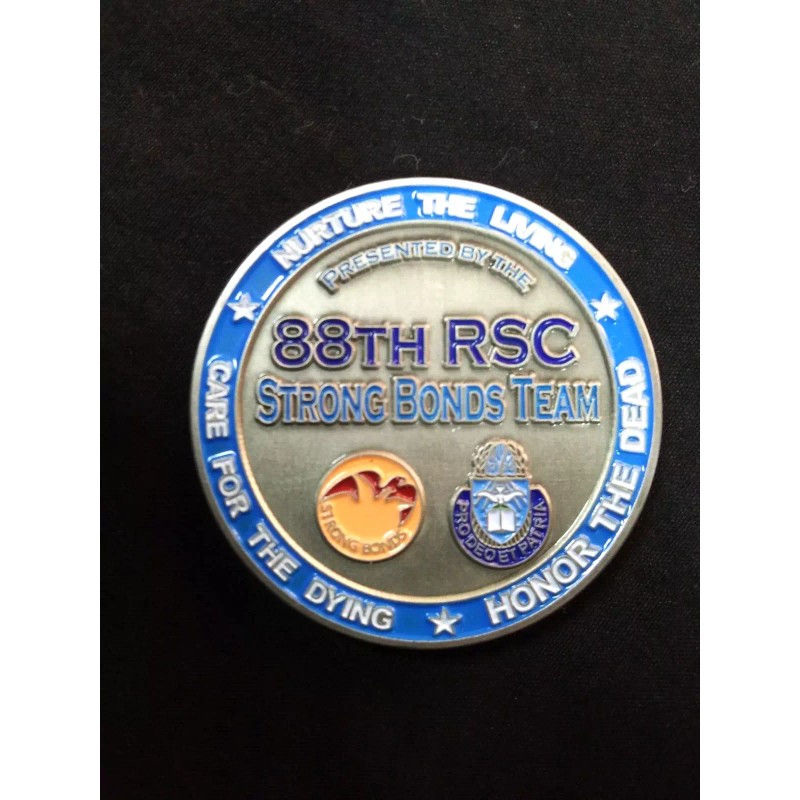 NURTURE THE LIVING
CARE FOR THE DYING
HONOR THE DEAD
PRESENTED BY THE
88TH RSC
STRONG BONDS TEAM
STRONG BONDS
PRO DEO ET PATRIA